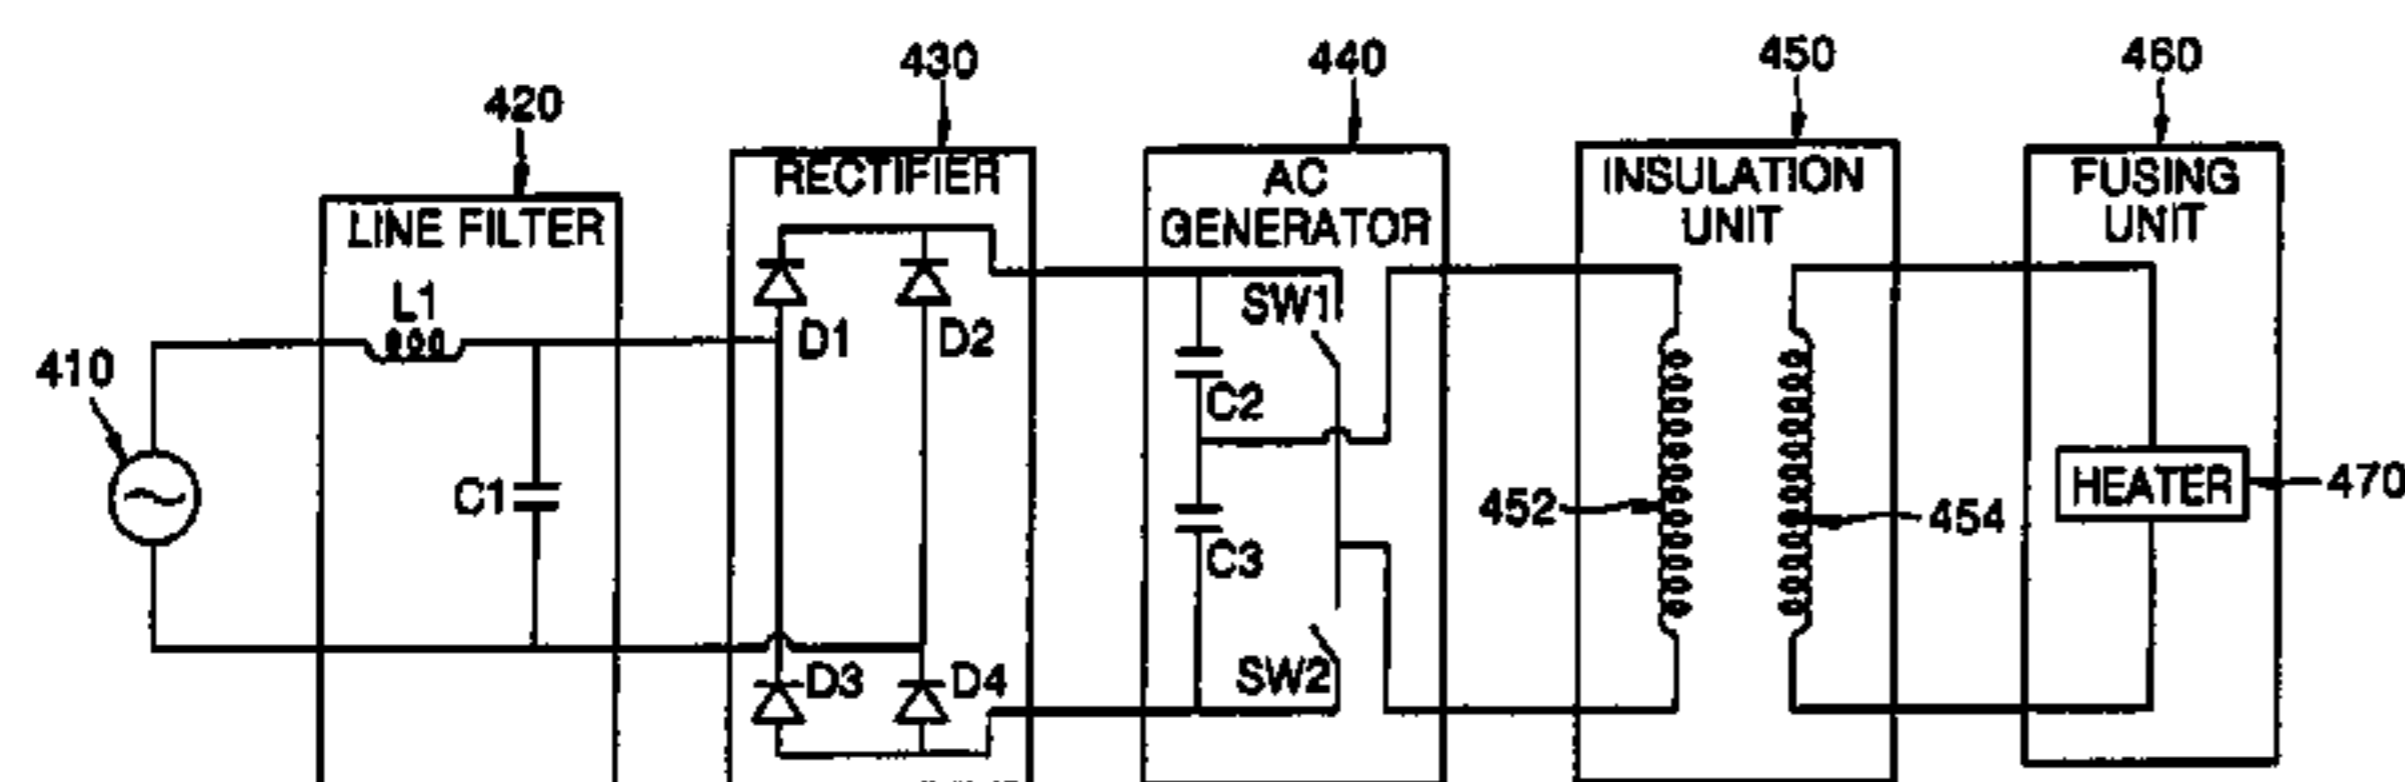 430
440
450
460
420
RECTIFIER
AC
GENERATOR
INSULATION
UNIT
FUSING
UNIT
LINE FILTER
L1
SW1
D1
D2
410
C2
HEATER
470
C1
452
454
C3
D3
D4
SW2